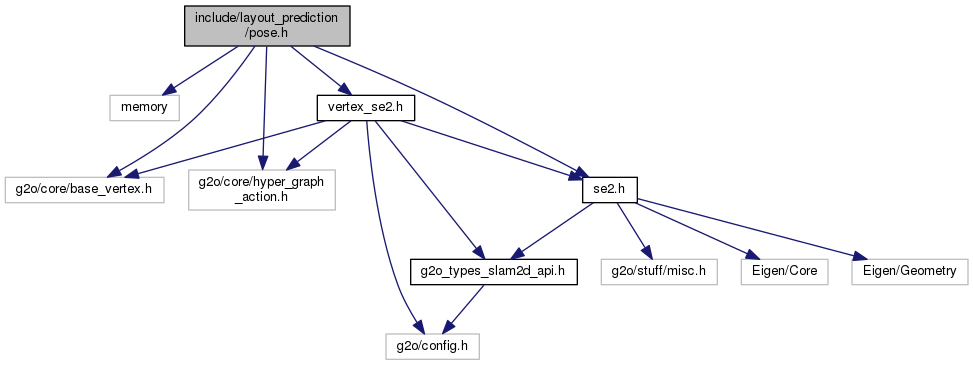 include/layout_prediction
/pose.h
memory
vertex_se2.h
g2o/core/base_vertex.h
g2o/core/hyper_graph
_action.h
se2.h
g2o_types_slam2d_api.h
g2o/stuff/misc.h
Eigen/Core
Eigen/Geometry
g2o/config.h